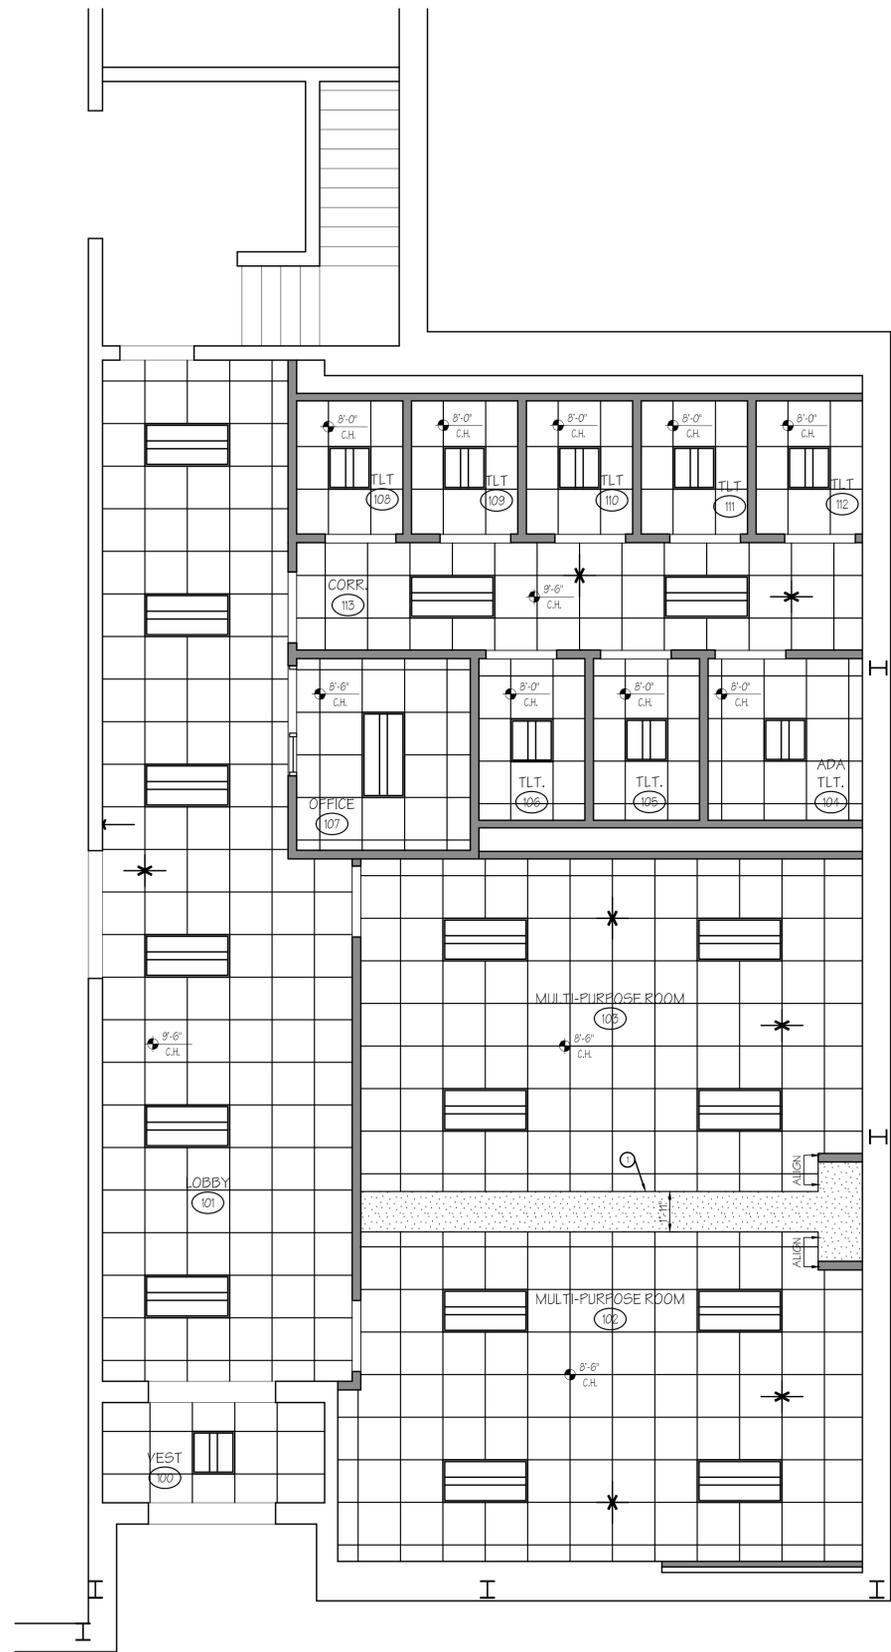 8'-0"
C.H.
TLT
108
8'-0"
C.H.
TLT
109
8'-0"
C.H.
TLT
110
8'-0"
C.H.
TLT
111
8'-0"
C.H.
TLT
112
CORR.
113
9'-6"
C.H.
8'-6"
C.H.
OFFICE
107
8'-0"
C.H.
TLT.
106
8'-0"
C.H.
TLT.
105
8'-0"
C.H.
ADA
TLT.
104
MULTI-PURPOSE ROOM
103
8'-6"
C.H.
9'-6"
C.H.
LOBBY
101
1
ALIGN
1'-11"
ALIGN
MULTI-PURPOSE ROOM
102
8'-6"
C.H.
VEST
100